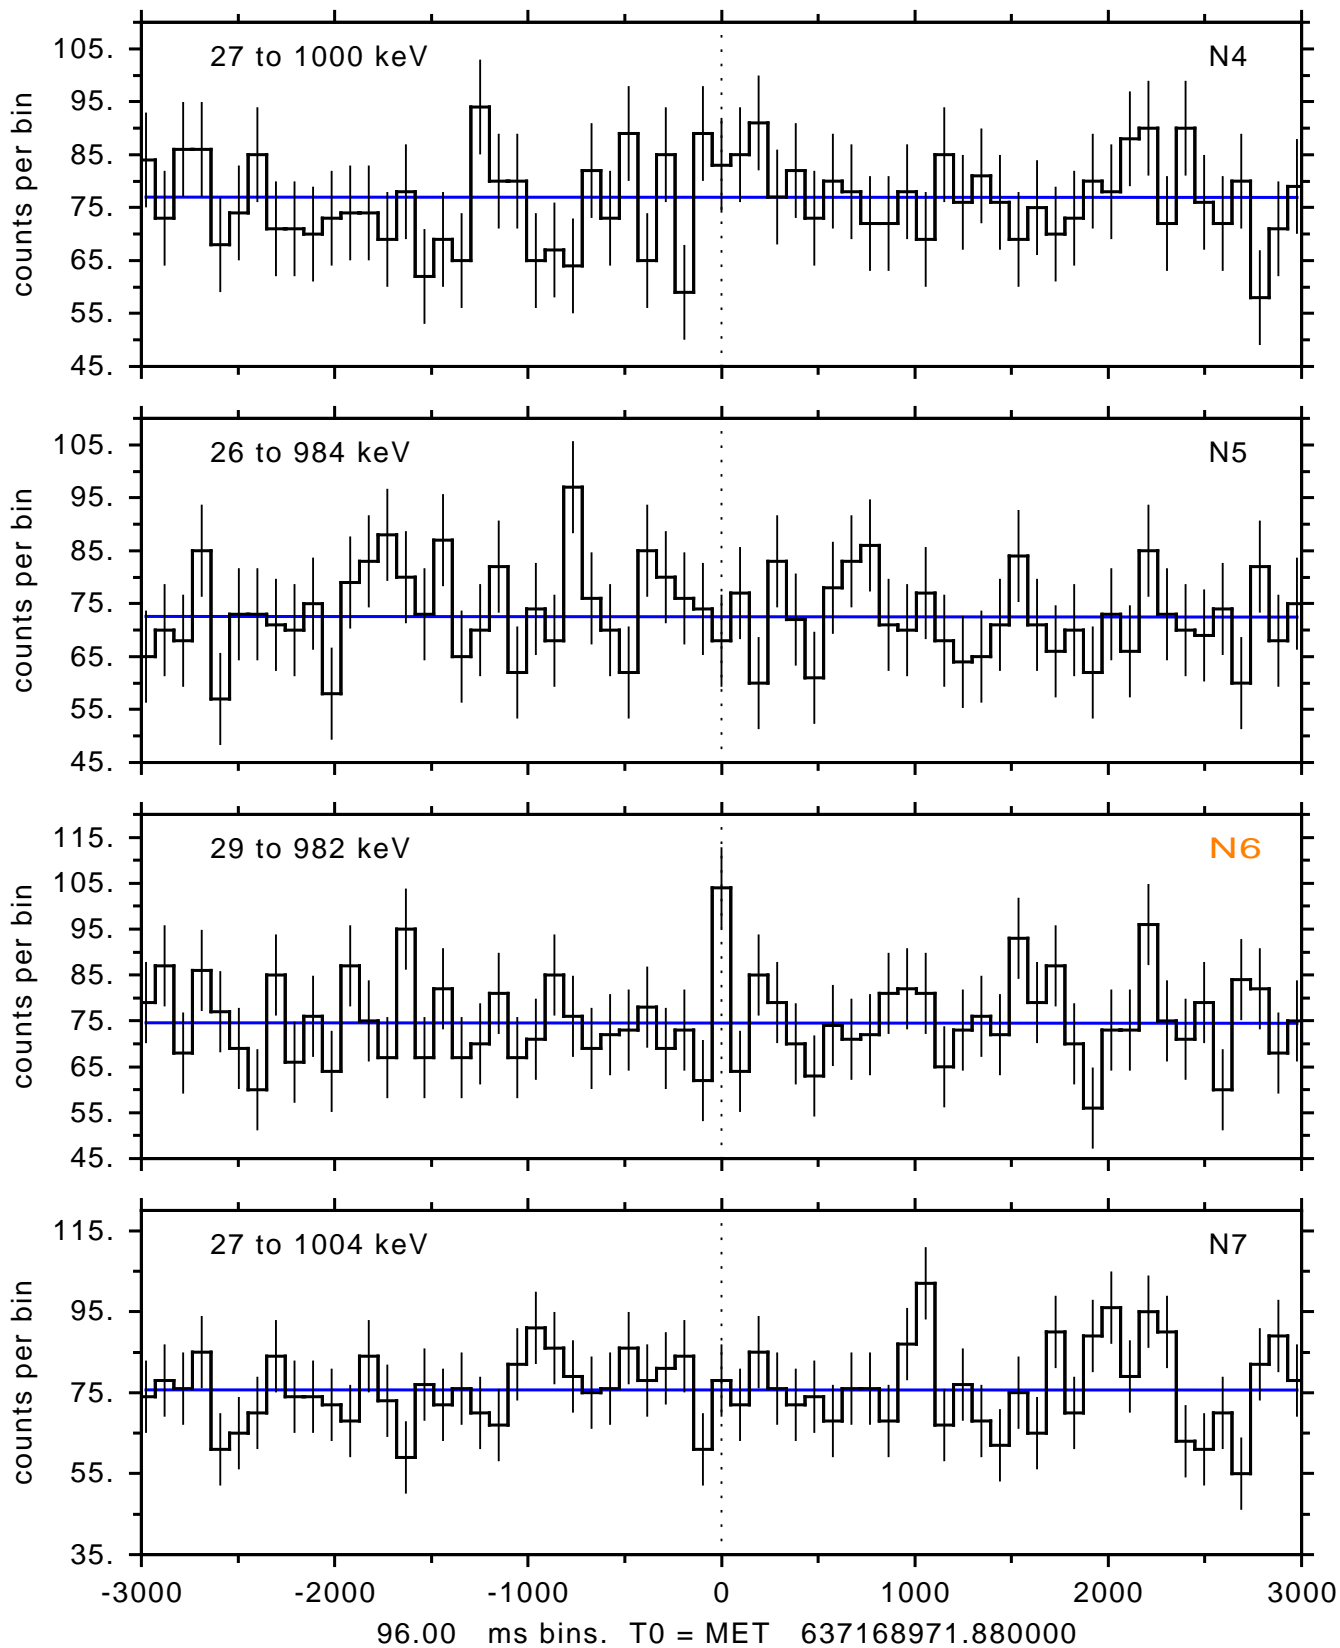 27 to 1000 keV N4
105.
95.
85.
75.
65.
55.
45.
counts per bin
26 to 984 keV N5
105.
95.
85.
75.
65.
55.
45.
counts per bin
29 to 982 keV N6
115.
105.
95.
85.
75.
65.
55.
45.
counts per bin
27 to 1004 keV N7
115.
95.
75.
55.
35.
counts per bin
-3000 -2000 -1000 0 1000 2000 3000
96.00 ms bins. T0 = MET 637168971.880000